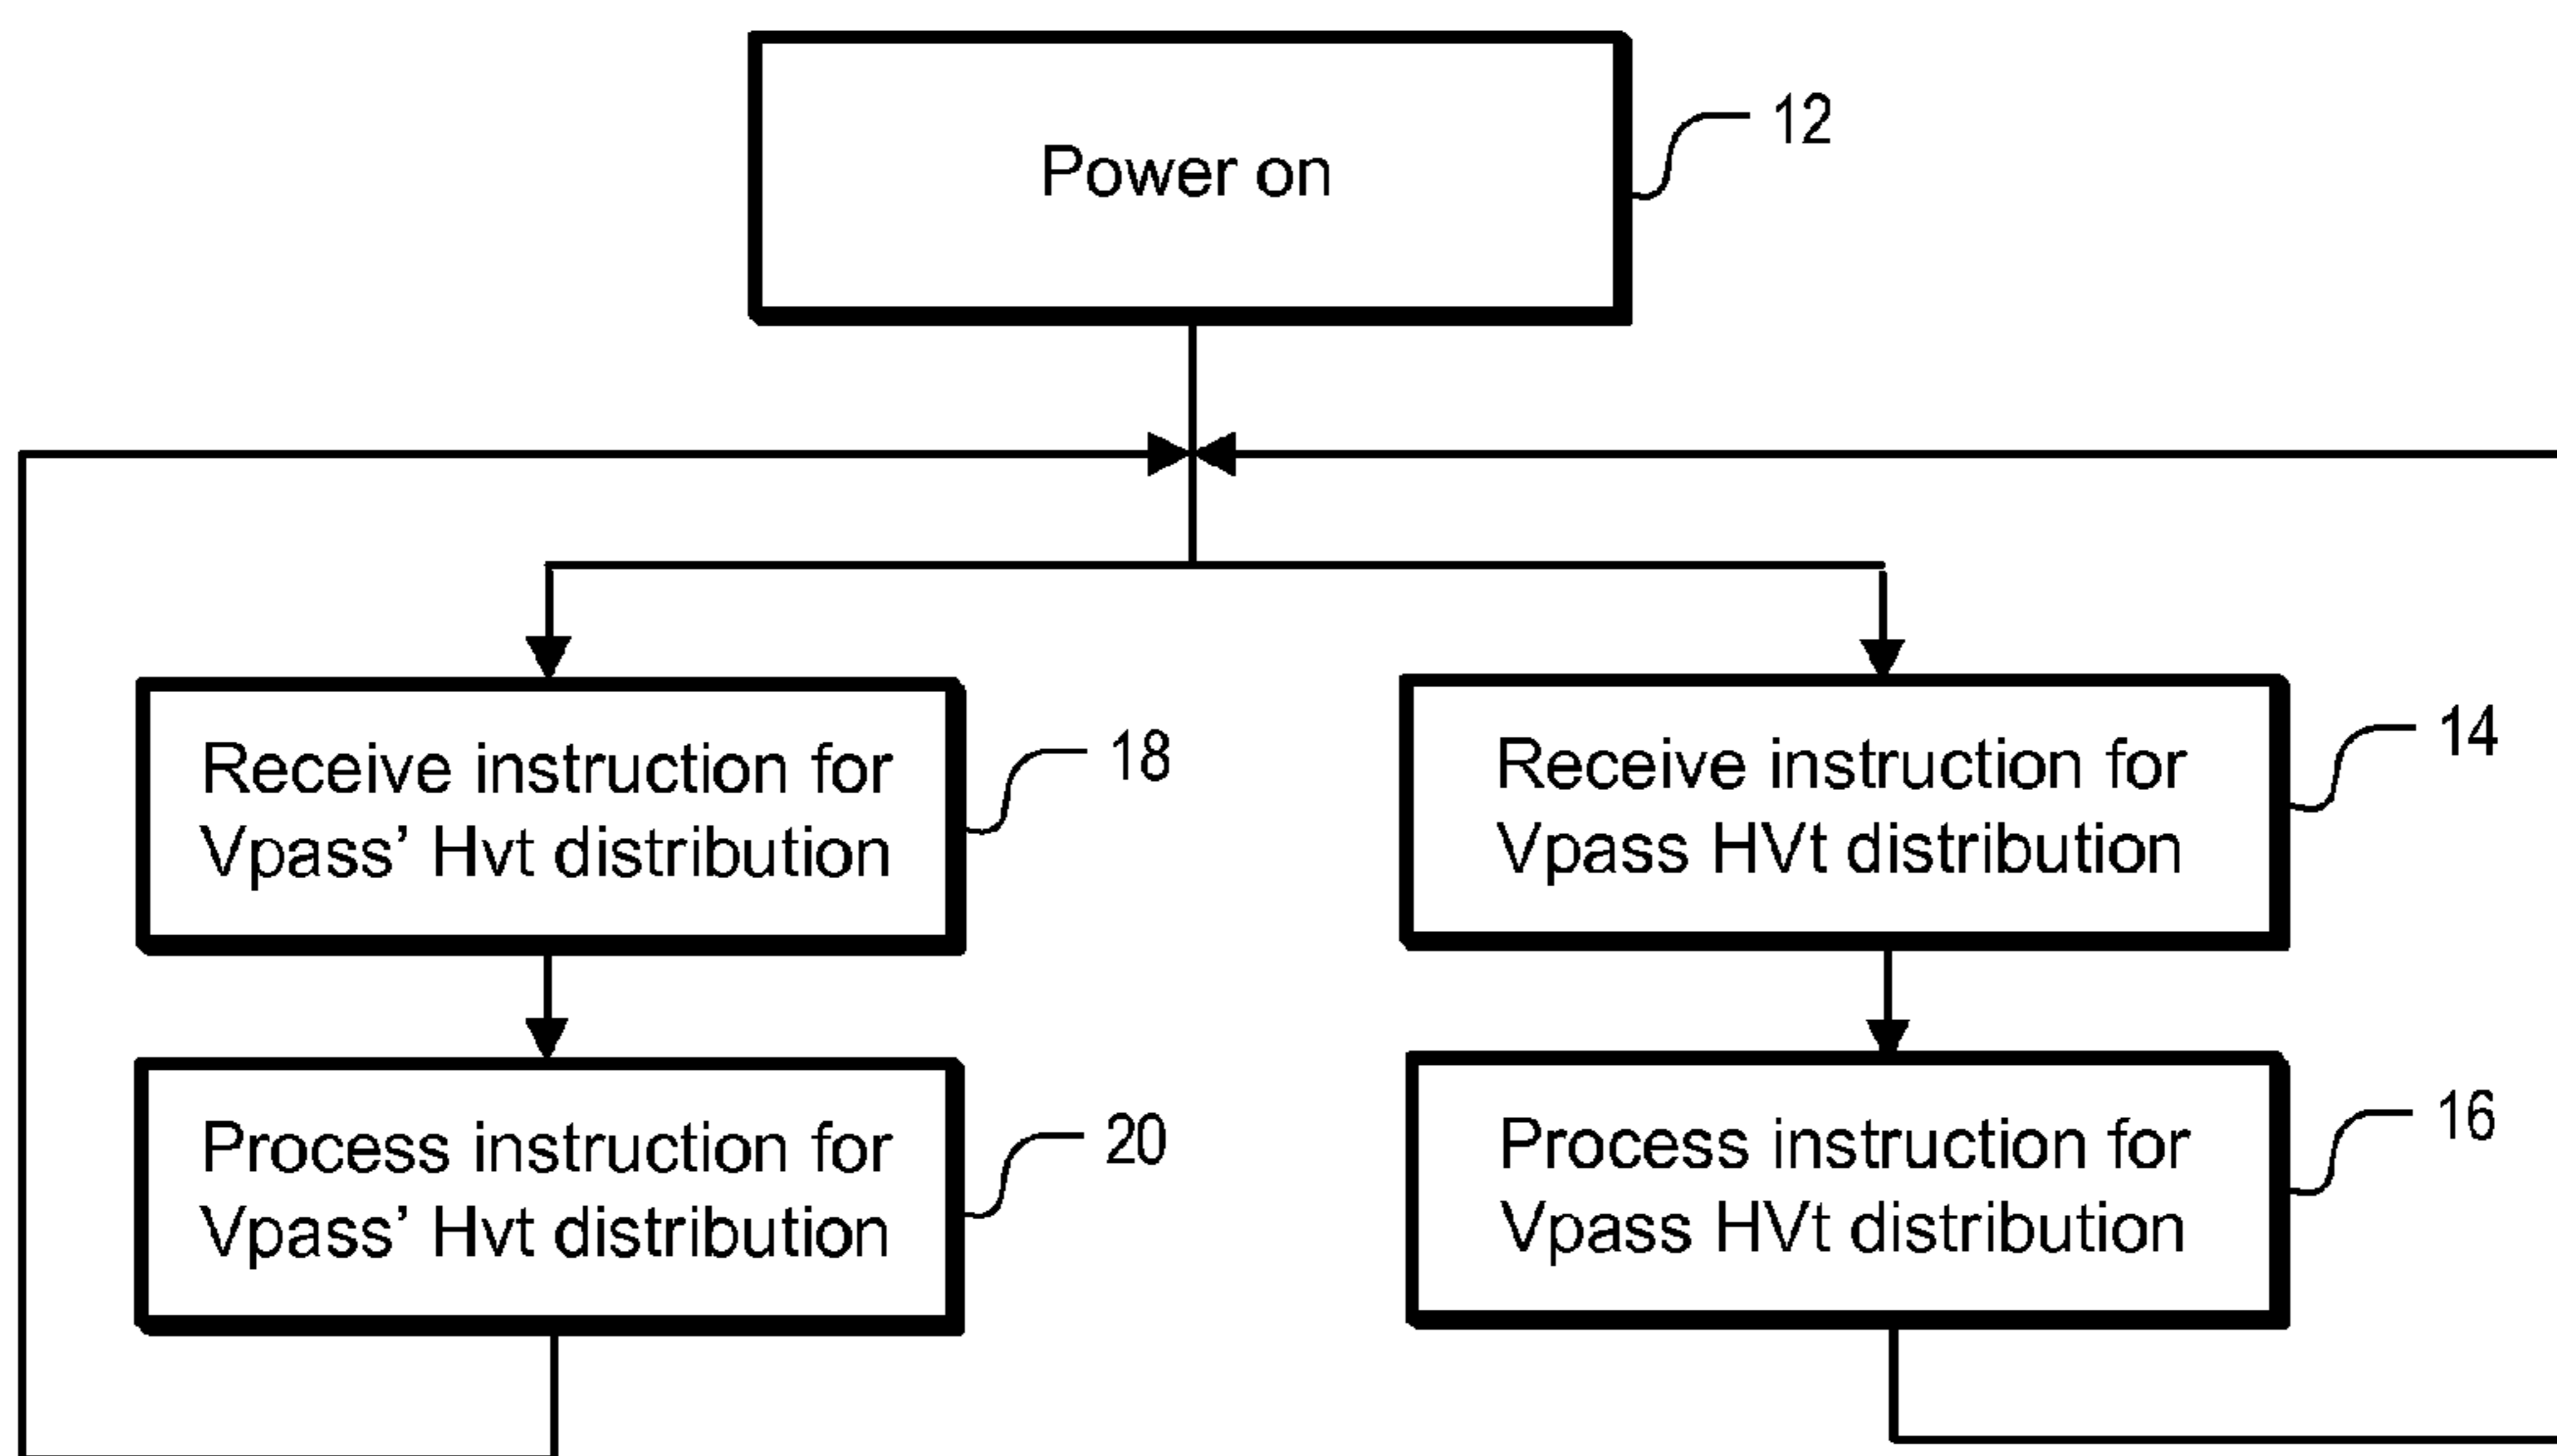 Power on
12
Receive instruction for
Vpass’ Hvt distribution
18
Receive instruction for
Vpass HVt distribution
14
Process instruction for
Vpass’ Hvt distribution
20
Process instruction for
Vpass HVt distribution
16